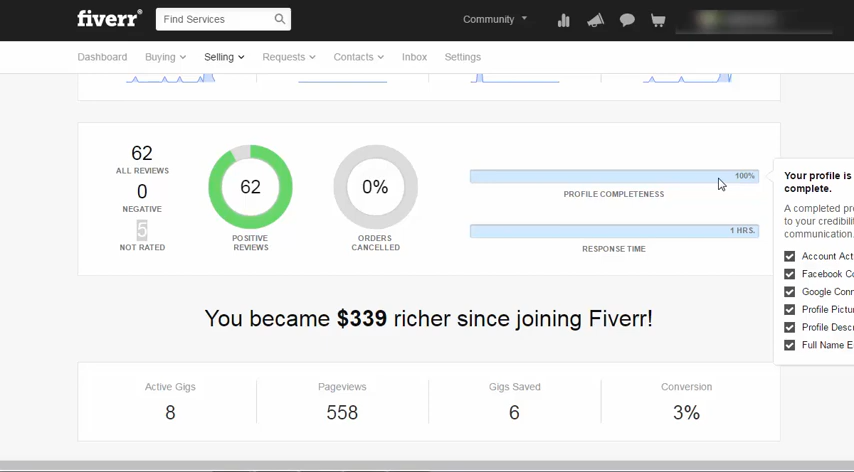 fiverr®
Find Services
Community
Dashboard Buying Selling Requests Contacts Inbox Settings
62
ALL REVIEWS
0
NEGATIVE
5
NOT RATED
62
POSITIVE
REVIEWS
0%
ORDERS
CANCELLED
100%
PROFILE COMPLETENESS
1 HRS.
RESPONSE TIME
Your profile is
complete.
A completed pro
to your credibili
communication.
Account Acti
Facebook Co
Google Conn
Profile Pictur
Profile Descr
Full Name E
You became $339 richer since joining Fiverr!
Active Gigs Pageviews Gigs Saved Conversion
8 558 6 3%